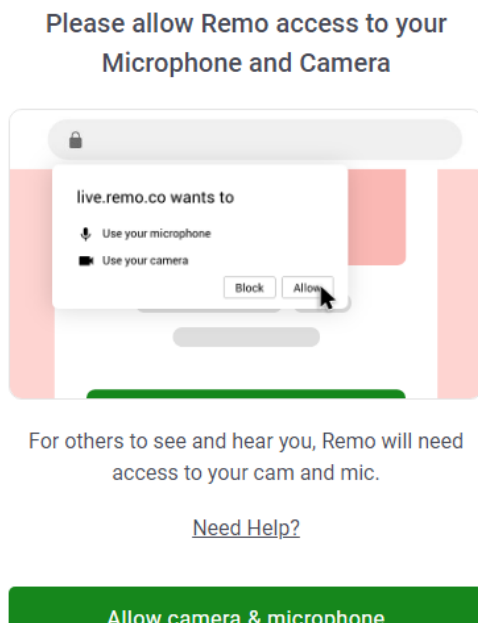 Please allow Remo access to your
Microphone and Camera
live.remo.co wants to
Use your microphone
Use your camera
Block Allow
For others to see and hear you, Remo will need
access to your cam and mic.
Need Help?
Allow camera & microphone